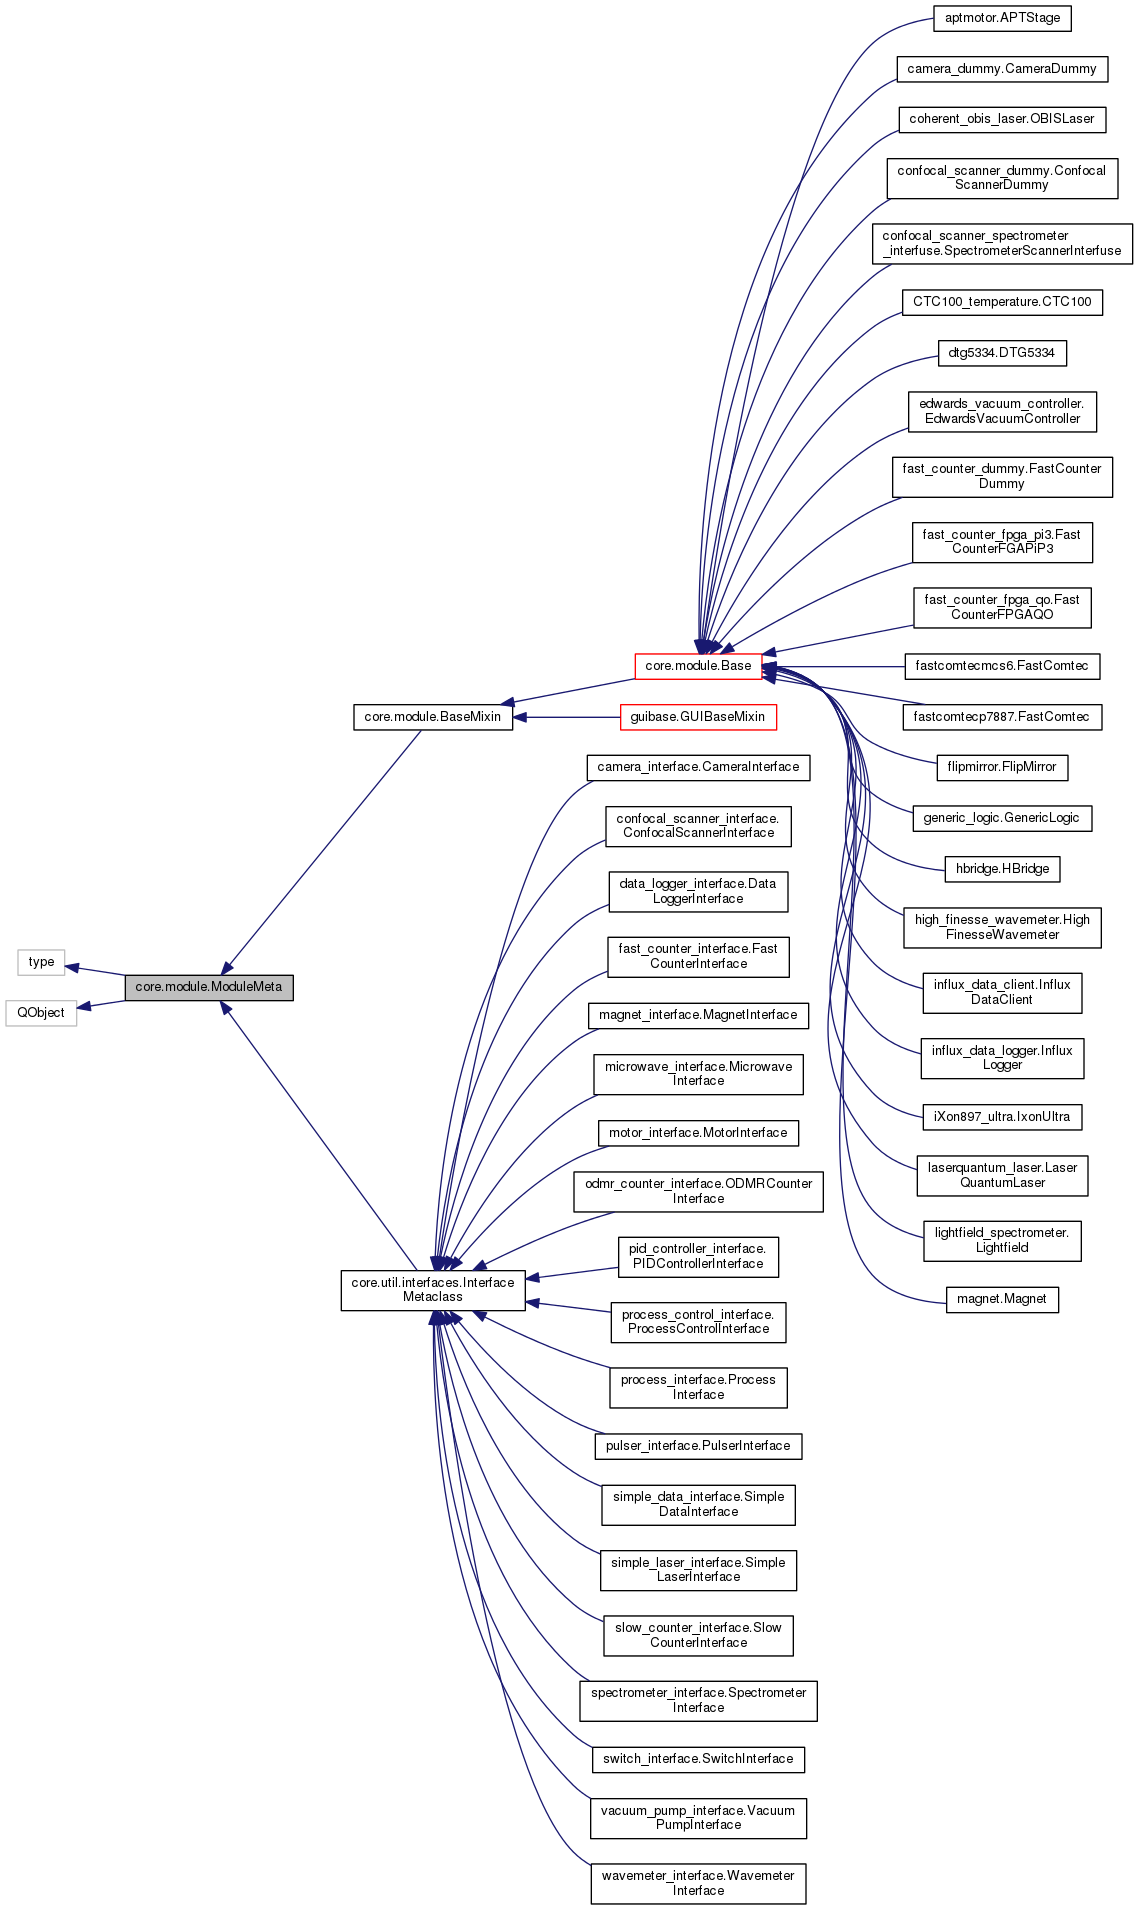 aptmotor.APTStage
camera_dummy.CameraDummy
coherent_obis_laser.OBISLaser
confocal_scanner_dummy.Confocal
ScannerDummy
confocal_scanner_spectrometer
_interfuse.SpectrometerScannerInterfuse
CTC100_temperature.CTC100
dtg5334.DTG5334
edwards_vacuum_controller.
EdwardsVacuumController
fast_counter_dummy.FastCounter
Dummy
fast_counter_fpga_pi3.Fast
CounterFGAPiP3
fast_counter_fpga_qo.Fast
CounterFPGAQO
core.module.Base
fastcomtecmcs6.FastComtec
core.module.BaseMixin
guibase.GUIBaseMixin
fastcomtecp7887.FastComtec
camera_interface.CameraInterface
flipmirror.FlipMirror
confocal_scanner_interface.
ConfocalScannerInterface
generic_logic.GenericLogic
data_logger_interface.Data
LoggerInterface
hbridge.HBridge
fast_counter_interface.Fast
CounterInterface
high_finesse_wavemeter.High
FinesseWavemeter
type
core.module.ModuleMeta
QObject
magnet_interface.MagnetInterface
influx_data_client.Influx
DataClient
microwave_interface.Microwave
Interface
influx_data_logger.Influx
Logger
motor_interface.MotorInterface
iXon897_ultra.IxonUltra
odmr_counter_interface.ODMRCounter
Interface
laserquantum_laser.Laser
QuantumLaser
pid_controller_interface.
PIDControllerInterface
lightfield_spectrometer.
Lightfield
core.util.interfaces.Interface
Metaclass
process_control_interface.
ProcessControlInterface
magnet.Magnet
process_interface.Process
Interface
pulser_interface.PulserInterface
simple_data_interface.Simple
DataInterface
simple_laser_interface.Simple
LaserInterface
slow_counter_interface.Slow
CounterInterface
spectrometer_interface.Spectrometer
Interface
switch_interface.SwitchInterface
vacuum_pump_interface.Vacuum
PumpInterface
wavemeter_interface.Wavemeter
Interface